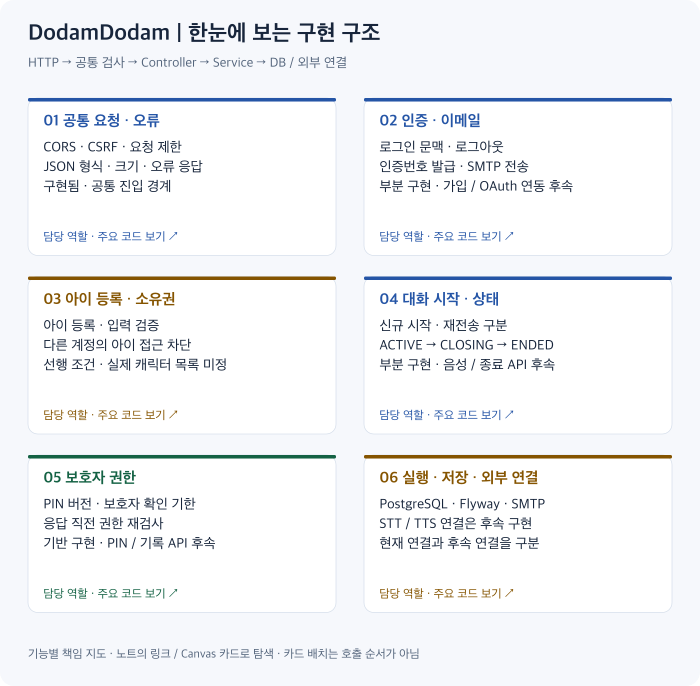 DodamDodam | 한눈에 보는 구현 구조
HTTP → 공통 검사 → Controller → Service → DB / 외부 연결
01 공통 요청 · 오류
CORS · CSRF · 요청 제한
JSON 형식 · 크기 · 오류 응답
구현됨 · 공통 진입 경계
담당 역할 · 주요 코드 보기 ↗
02 인증 · 이메일
로그인 문맥 · 로그아웃
인증번호 발급 · SMTP 전송
부분 구현 · 가입 / OAuth 연동 후속
담당 역할 · 주요 코드 보기 ↗
03 아이 등록 · 소유권
아이 등록 · 입력 검증
다른 계정의 아이 접근 차단
선행 조건 · 실제 캐릭터 목록 미정
담당 역할 · 주요 코드 보기 ↗
04 대화 시작 · 상태
신규 시작 · 재전송 구분
ACTIVE → CLOSING → ENDED
부분 구현 · 음성 / 종료 API 후속
담당 역할 · 주요 코드 보기 ↗
05 보호자 권한
PIN 버전 · 보호자 확인 기한
응답 직전 권한 재검사
기반 구현 · PIN / 기록 API 후속
담당 역할 · 주요 코드 보기 ↗
06 실행 · 저장 · 외부 연결
PostgreSQL · Flyway · SMTP
STT / TTS 연결은 후속 구현
현재 연결과 후속 연결을 구분
담당 역할 · 주요 코드 보기 ↗
기능별 책임 지도 · 노트의 링크 / Canvas 카드로 탐색 · 카드 배치는 호출 순서가 아님